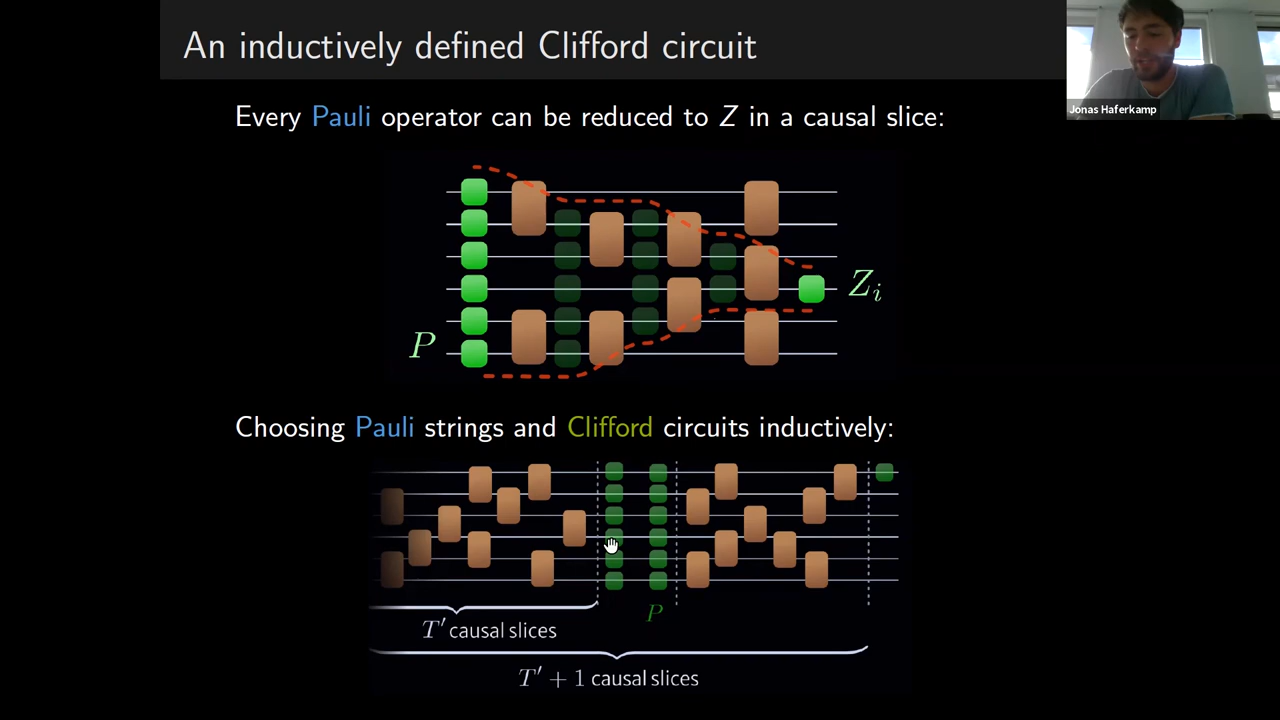 An inductively defined Clifford circuit
Jonas Haferkamp
Every Pauli operator can be reduced to Z in a causal slice:
Z_i
P
Choosing Pauli strings and Clifford circuits inductively:
P
T′ causal slices
T′ + 1 causal slices